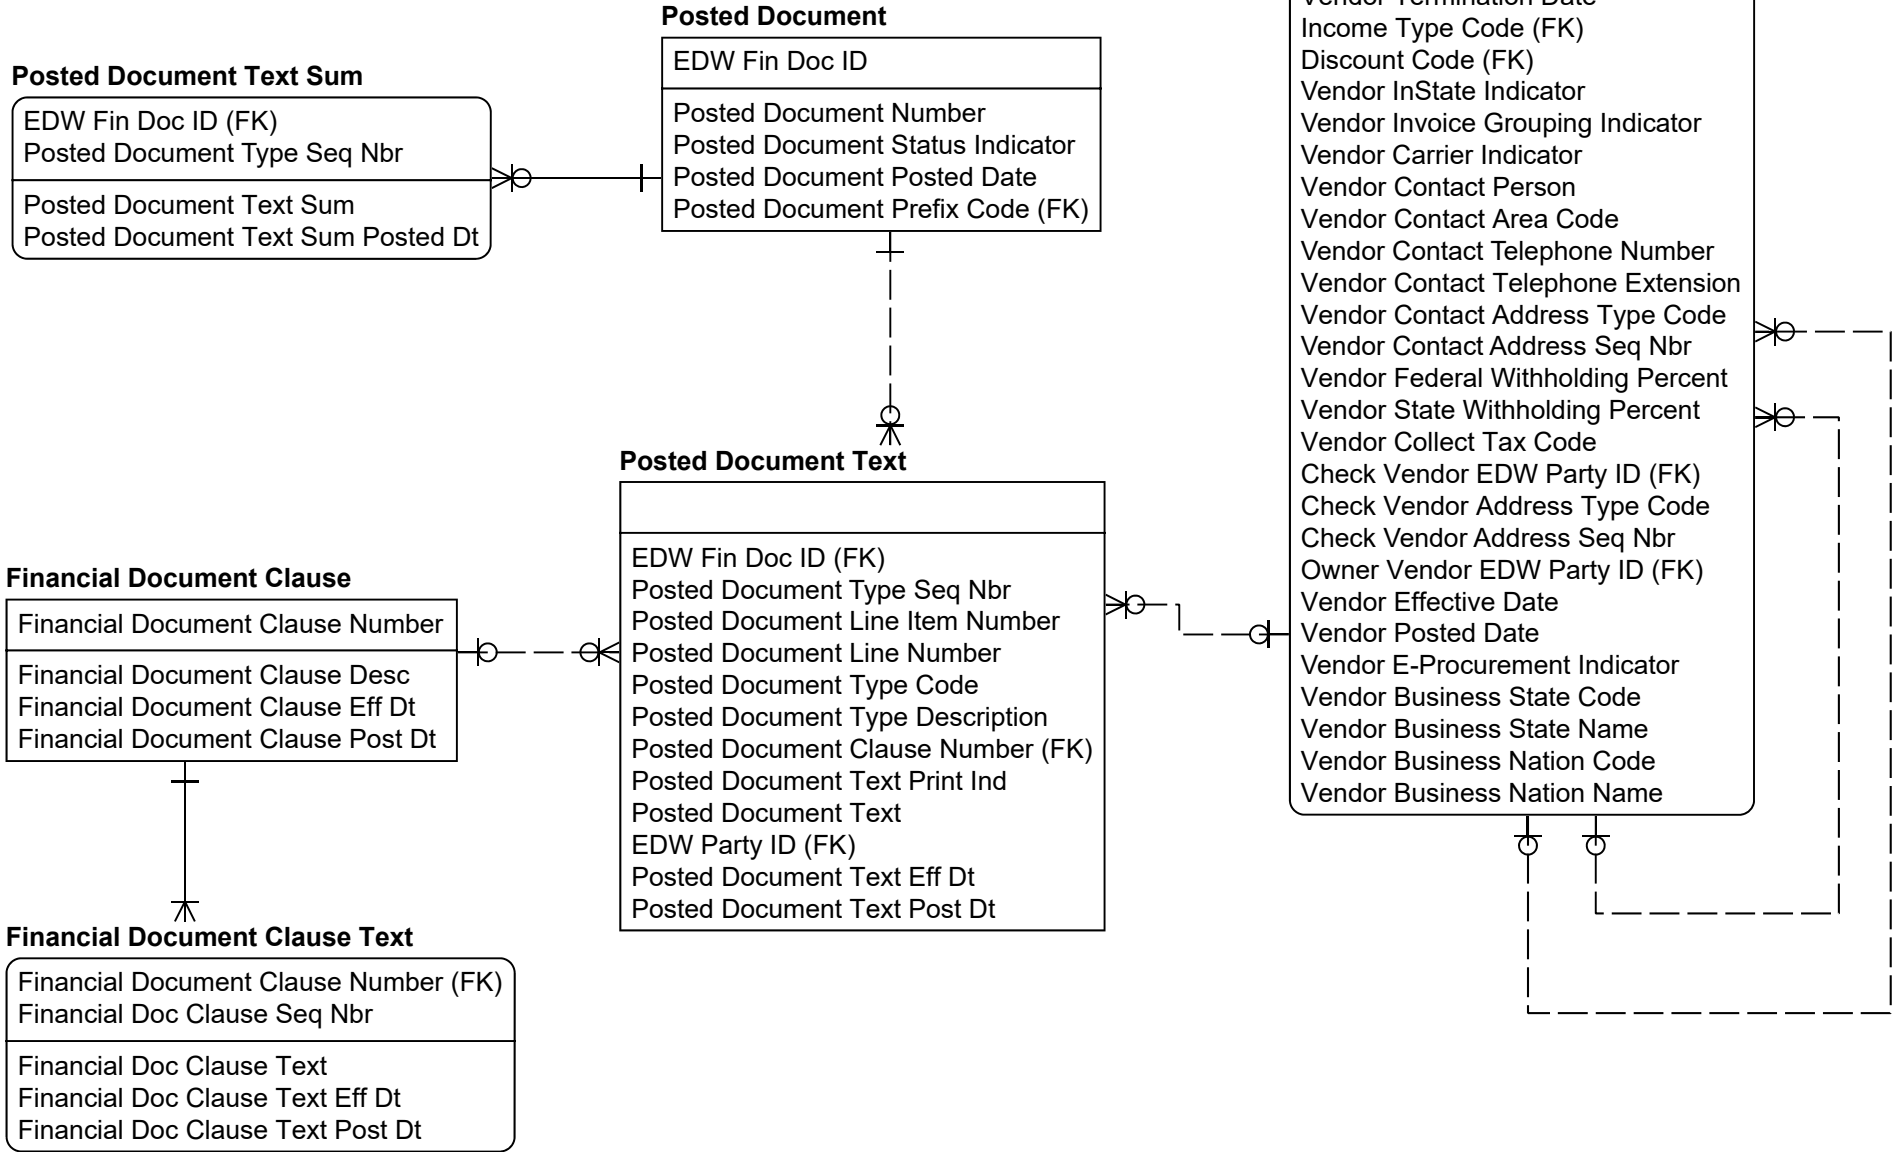 Posted Document
EDW Fin Doc ID
Posted Document Number
Posted Document Status Indicator
Posted Document Posted Date
Posted Document Prefix Code (FK)
Posted Document Text Sum
EDW Fin Doc ID (FK)
Posted Document Type Seq Nbr
Posted Document Text Sum
Posted Document Text Sum Posted Dt
Posted Document Text
EDW Fin Doc ID (FK)
Posted Document Type Seq Nbr
Posted Document Line Item Number
Posted Document Line Number
Posted Document Type Code
Posted Document Type Description
Posted Document Clause Number (FK)
Posted Document Text Print Ind
Posted Document Text
EDW Party ID (FK)
Posted Document Text Eff Dt
Posted Document Text Post Dt
Financial Document Clause
Financial Document Clause Number
Financial Document Clause Desc
Financial Document Clause Eff Dt
Financial Document Clause Post Dt
Financial Document Clause Text
Financial Document Clause Number (FK)
Financial Doc Clause Seq Nbr
Financial Doc Clause Text
Financial Doc Clause Text Eff Dt
Financial Doc Clause Text Post Dt
Vendor Termination Date
Income Type Code (FK)
Discount Code (FK)
Vendor InState Indicator
Vendor Invoice Grouping Indicator
Vendor Carrier Indicator
Vendor Contact Person
Vendor Contact Area Code
Vendor Contact Telephone Number
Vendor Contact Telephone Extension
Vendor Contact Address Type Code
Vendor Contact Address Seq Nbr
Vendor Federal Withholding Percent
Vendor State Withholding Percent
Vendor Collect Tax Code
Check Vendor EDW Party ID (FK)
Check Vendor Address Type Code
Check Vendor Address Seq Nbr
Owner Vendor EDW Party ID (FK)
Vendor Effective Date
Vendor Posted Date
Vendor E-Procurement Indicator
Vendor Business State Code
Vendor Business State Name
Vendor Business Nation Code
Vendor Business Nation Name